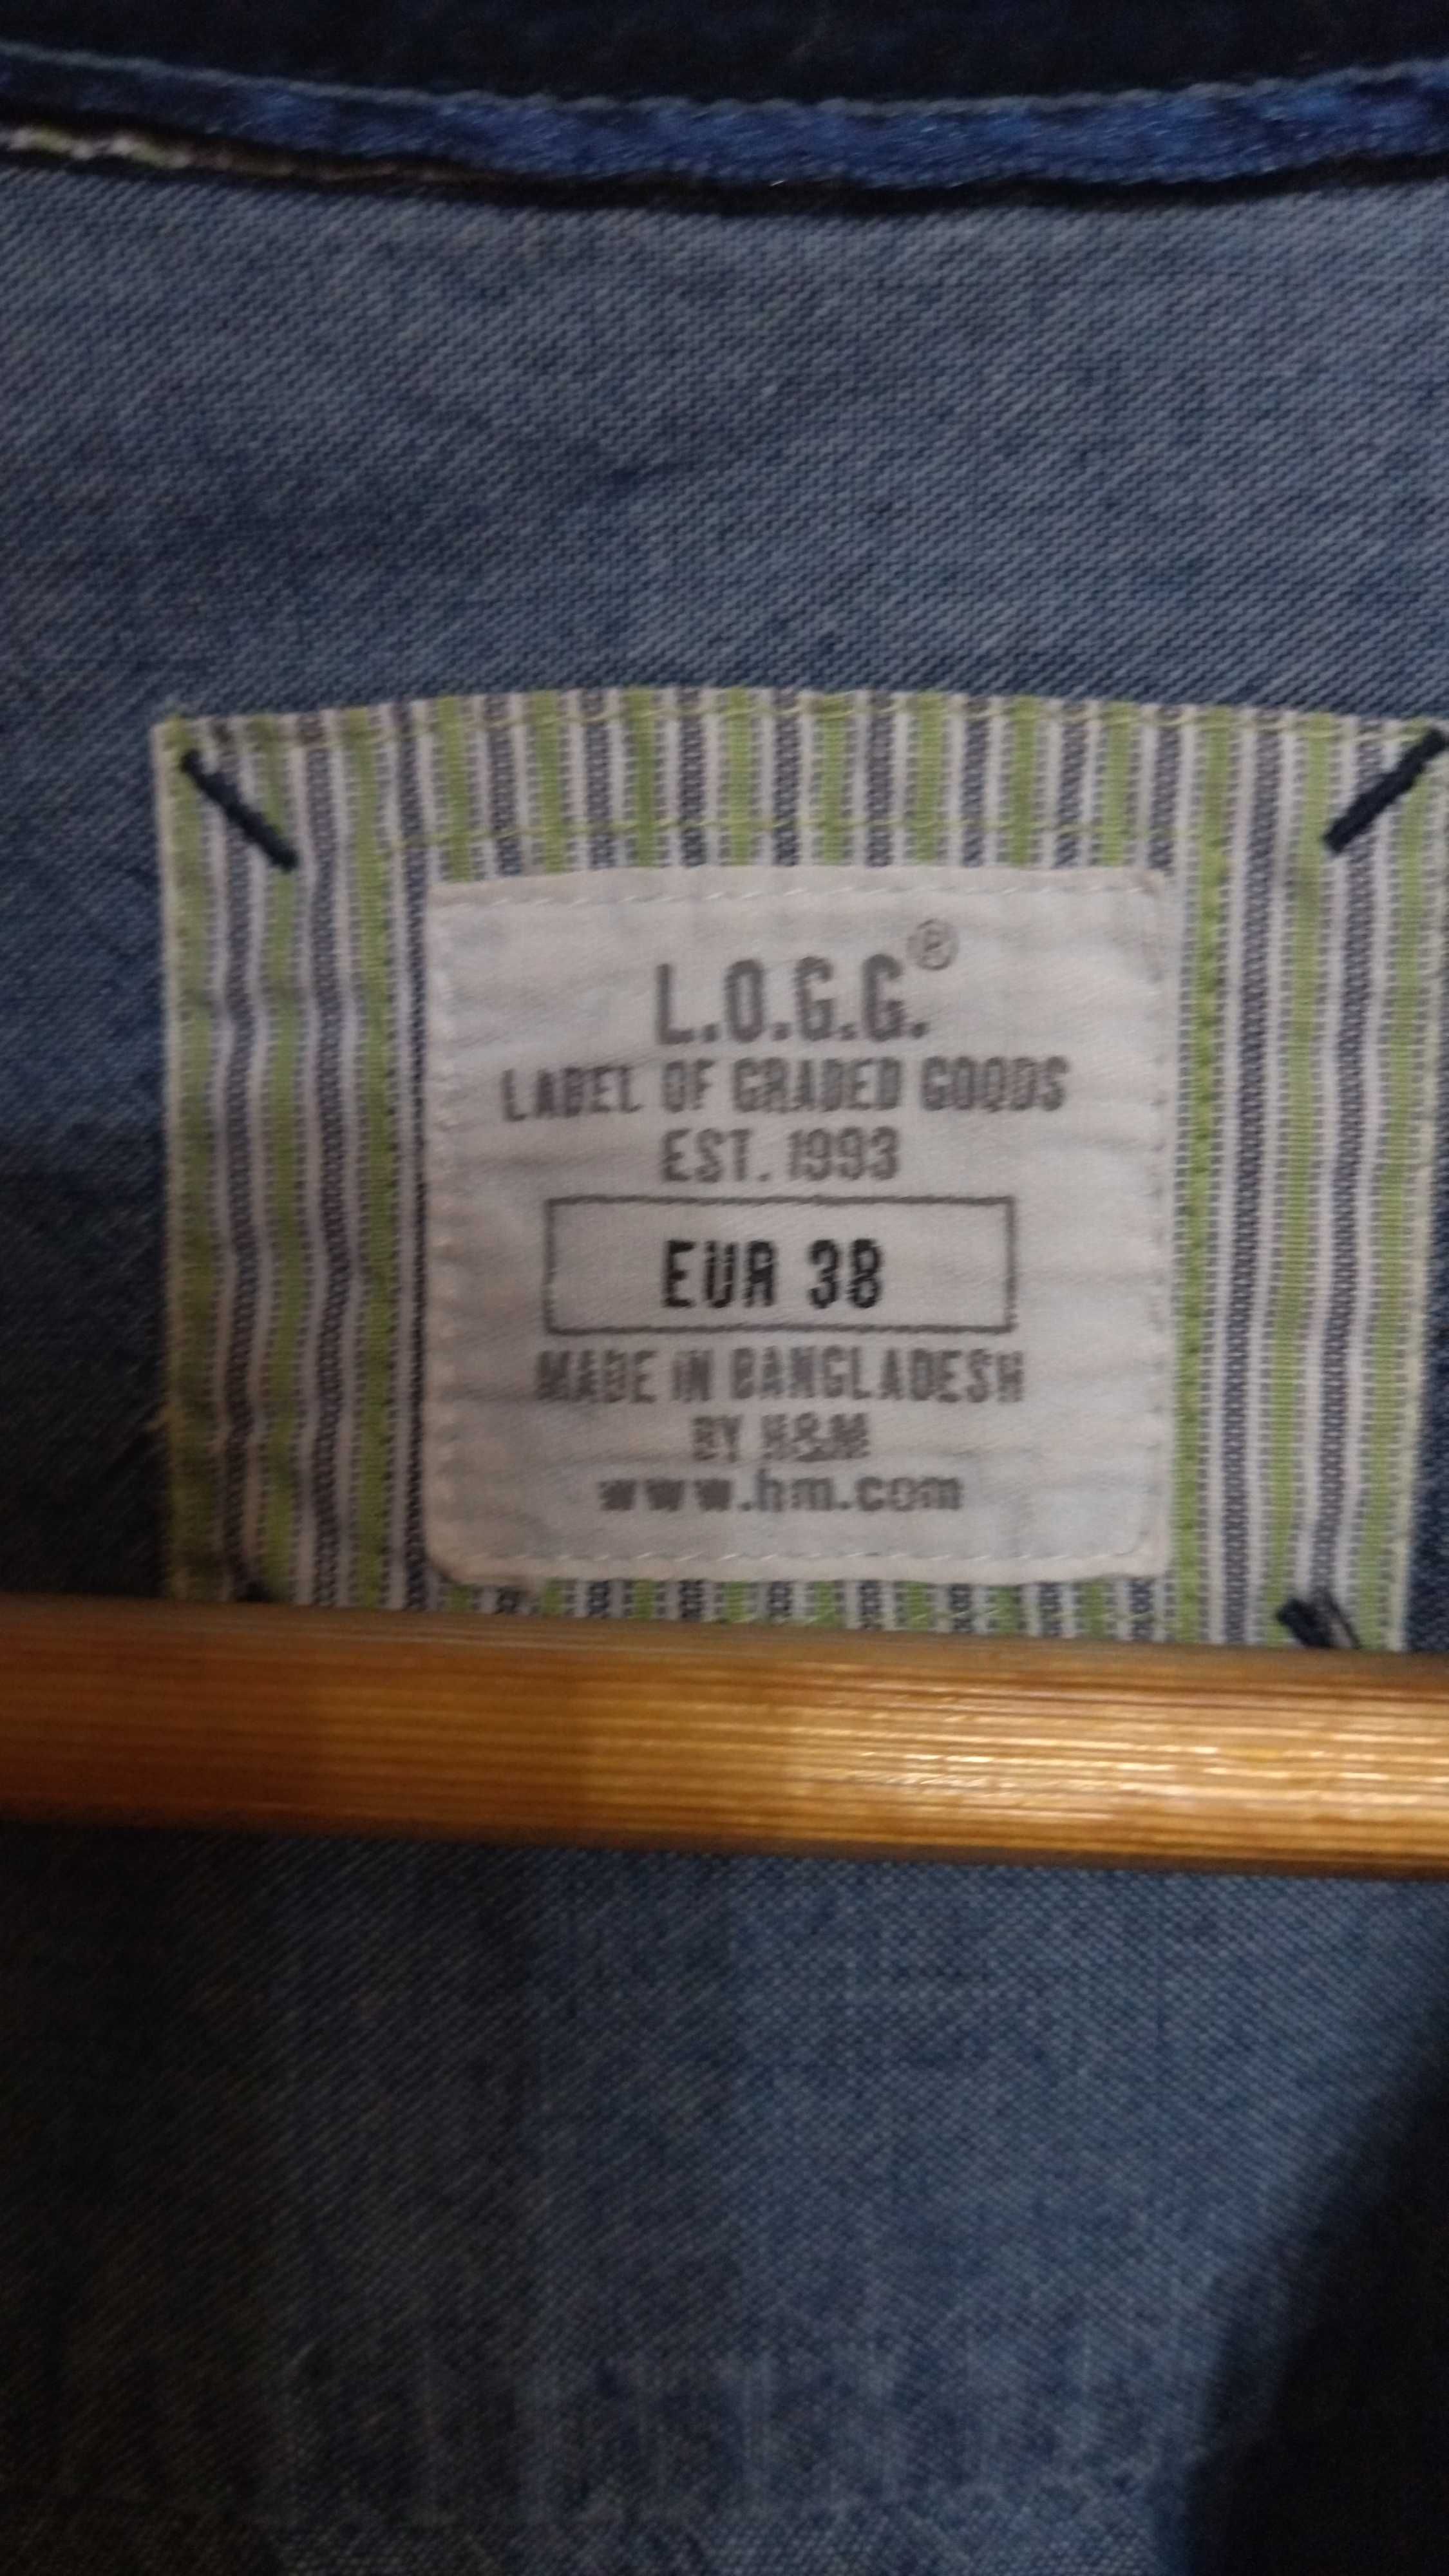 L.O.G.G.®
LABEL OF GRADED GOODS
EST. 1993
EUR 38
MADE IN BANGLADESH
BY H&M
www.hm.com